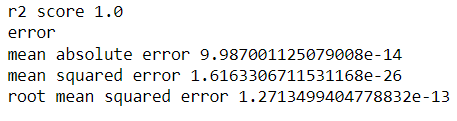 r2 score 1.0
error
mean absolute error 9.987001125079008e-14
mean squared error 1.6163306711531168e-26
root mean squared error 1.2713499404778832e-13